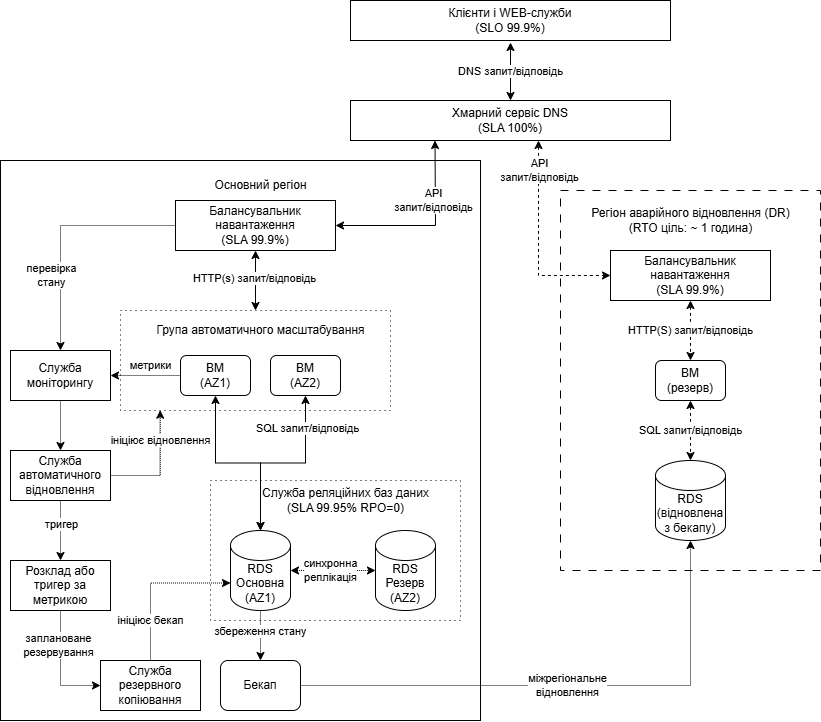 Клієнти і WEB-служби
(SLO 99.9%)
DNS запит/відповідь
Хмарний сервіс DNS
(SLA 100%)
API
запит/відповідь
API
запит/відповідь
Основний регіон
Балансувальник
навантаження
(SLA 99.9%)
перевірка
стану
HTTP(s) запит/відповідь
Група автоматичного масштабування
Служба
моніторингу
метрики
ВМ
(AZ1)
ВМ
(AZ2)
ініціює відновлення
SQL запит/відповідь
Служба
автоматичного
відновлення
тригер
Служба реляційних баз даних
(SLA 99.95% RPO=0)
RDS
Основна
(AZ1)
синхронна
реплікація
RDS
Резерв
(AZ2)
Розклад або
тригер за
метрикою
ініціює бекап
заплановане
резервування
збереження стану
Служба
резервного
копіювання
Бекап
міжрегіональне
відновлення
Регіон аварійного відновлення (DR)
(RTO ціль: ~ 1 година)
Балансувальник
навантаження
(SLA 99.9%)
HTTP(S) запит/відповідь
ВМ
(резерв)
SQL запит/відповідь
RDS
(відновлена
з бекапу)